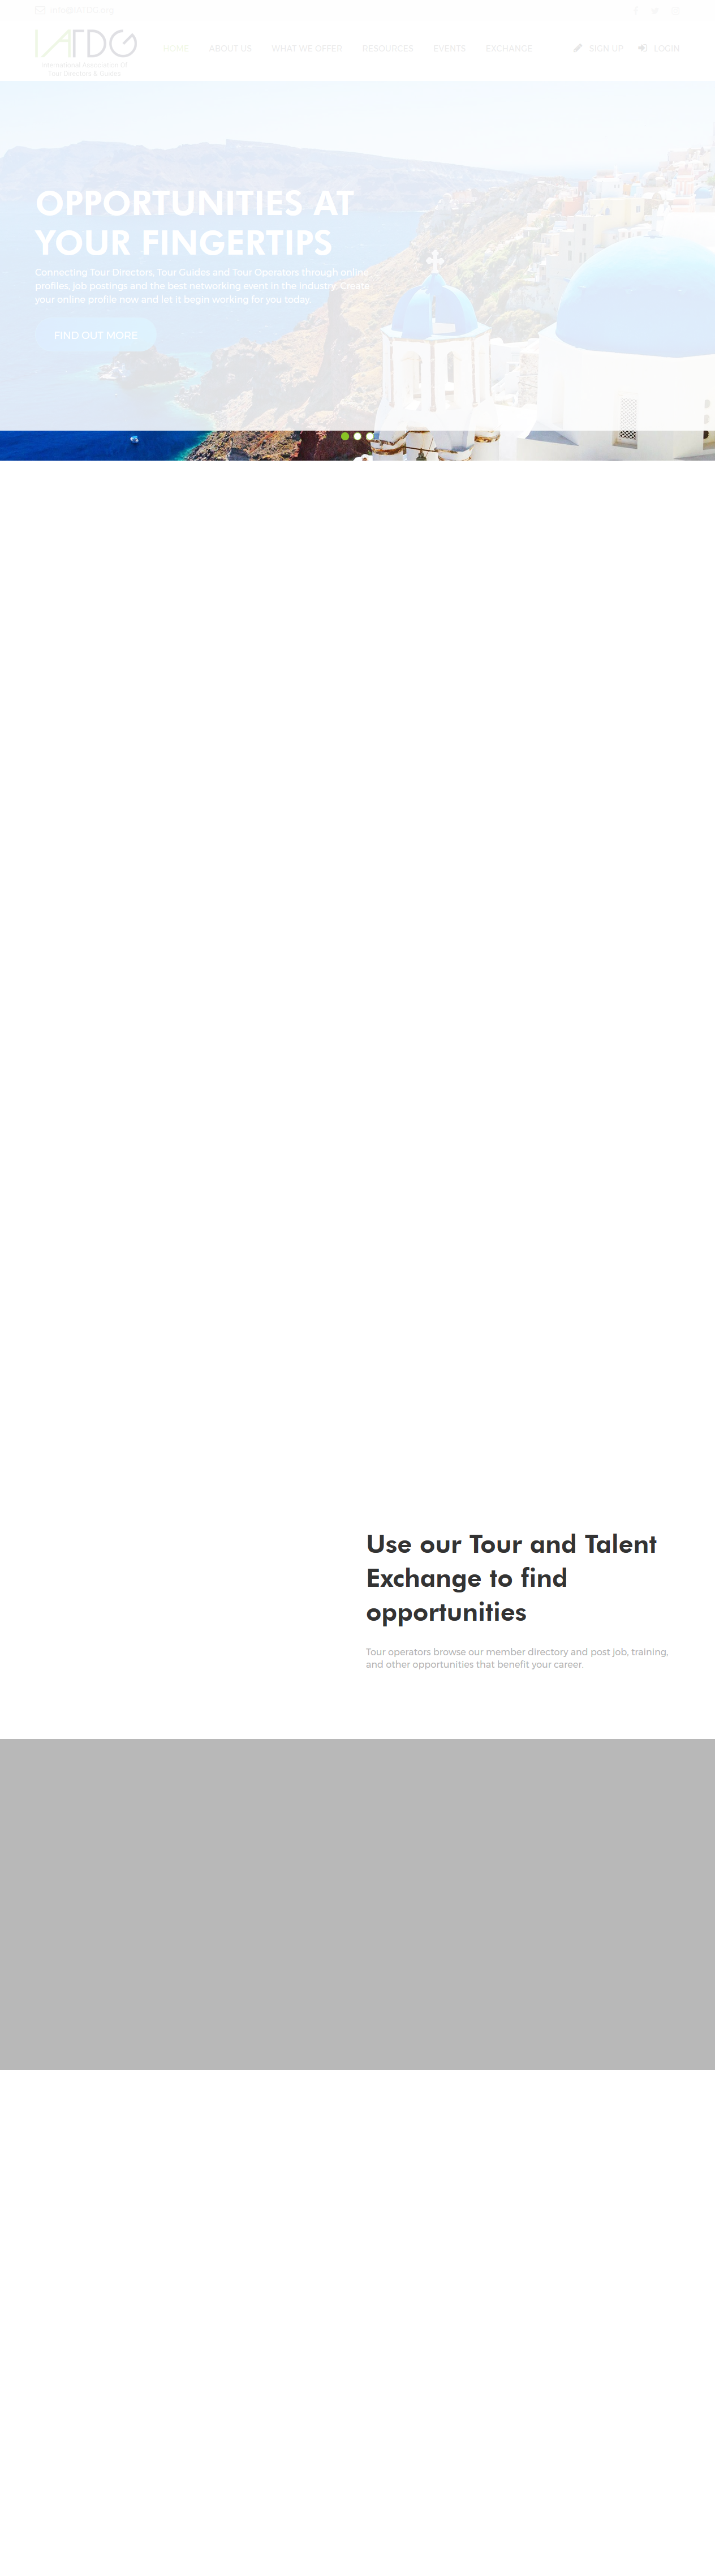 info@IATDG.org
IATDG
International Association Of
Tour Directors & Guides
HOME
ABOUT US
WHAT WE OFFER
RESOURCES
EVENTS
EXCHANGE
SIGN UP
LOGIN
OPPORTUNITIES AT
YOUR FINGERTIPS
Connecting Tour Directors, Tour Guides and Tour Operators through online
profiles, Job postings and the best networking event in the industry. Create
your online profile now and let it begin working for you today.
FIND OUT MORE
Use our Tour and Talent
Exchange to find
opportunities
Tour operators browse our member directory and post job, training,
and other opportunities that benefit your career.